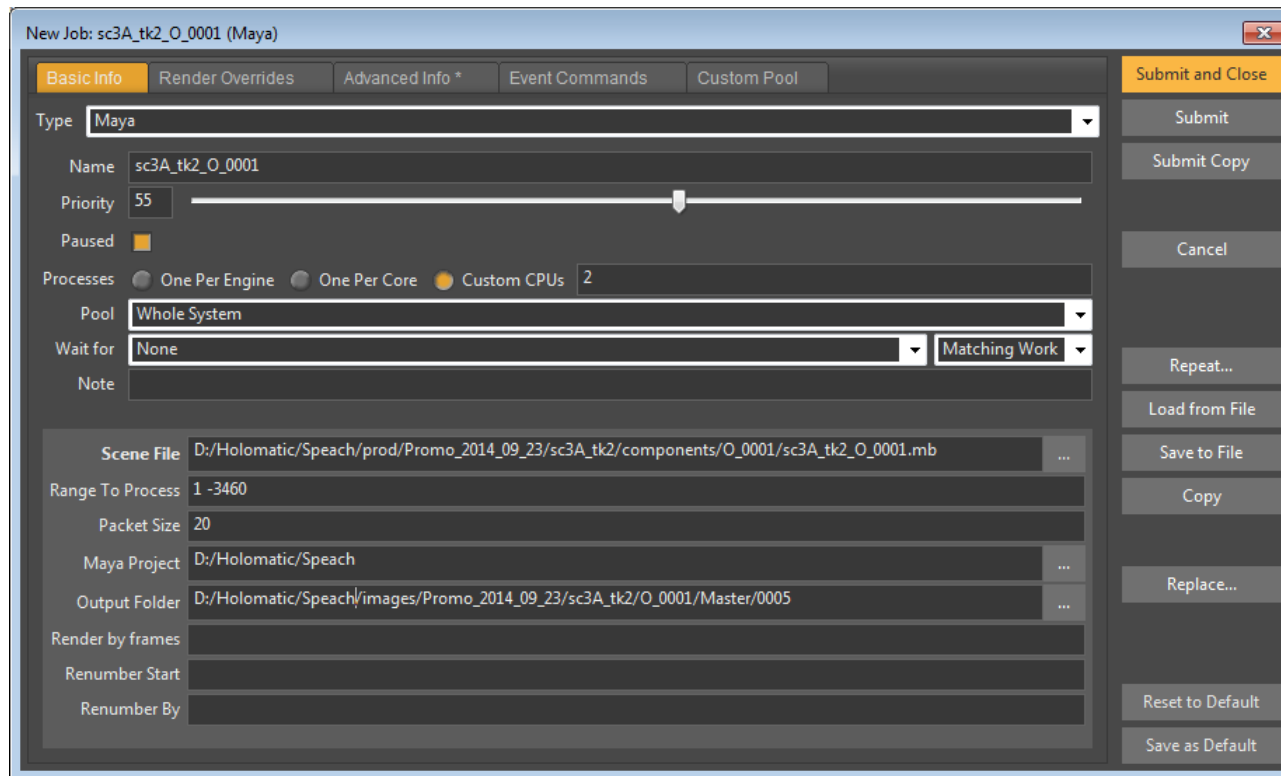 New Job: sc3A_tk2_O_0001 (Maya)
Basic Info Render Overrides Advanced Info * Event Commands Custom Pool
Type Maya
Name sc3A_tk2_O_0001
Priority 55
Paused
Processes One Per Engine One Per Core Custom CPUs 2
Pool Whole System
Wait for None Matching Work
Note
Scene File D:/Holomatic/Speach/prod/Promo_2014_09_23/sc3A_tk2/components/O_0001/sc3A_tk2_O_0001.mb ...
Range To Process 1 -3460
Packet Size 20
Maya Project D:/Holomatic/Speach ...
Output Folder D:/Holomatic/Speach/images/Promo_2014_09_23/sc3A_tk2/O_0001/Master/0005 ...
Render by frames
Renumber Start
Renumber By
Submit and Close
Submit
Submit Copy
Cancel
Repeat...
Load from File
Save to File
Copy
Replace...
Reset to Default
Save as Default